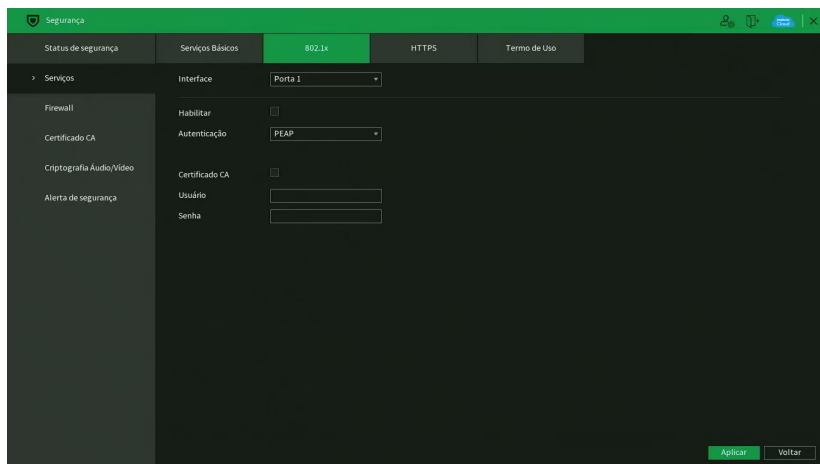 Segurança
Cloud
Status de segurança
Serviços Básicos
802.1x
HTTPS
Termo de Uso
> Serviços
Firewall
Certificado CA
Criptografia Áudio/Vídeo
Alerta de segurança
Interface
Porta 1
Habilitar
Autenticação
PEAP
Certificado CA
Usuário
Senha
Aplicar
Voltar